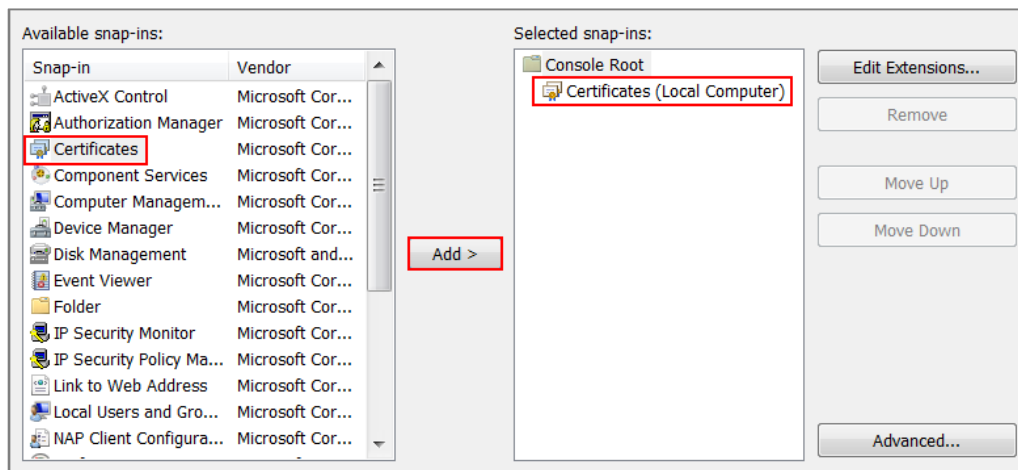 Available snap-ins:
Snap-in Vendor
ActiveX Control Microsoft Cor...
Authorization Manager Microsoft Cor...
Certificates Microsoft Cor...
Component Services Microsoft Cor...
Computer Managem... Microsoft Cor...
Device Manager Microsoft Cor...
Disk Management Microsoft and...
Event Viewer Microsoft Cor...
Folder Microsoft Cor...
IP Security Monitor Microsoft Cor...
IP Security Policy Ma... Microsoft Cor...
Link to Web Address Microsoft Cor...
Local Users and Gro... Microsoft Cor...
NAP Client Configura... Microsoft Cor...
Add >
Selected snap-ins:
Console Root
Certificates (Local Computer)
Edit Extensions...
Remove
Move Up
Move Down
Advanced...